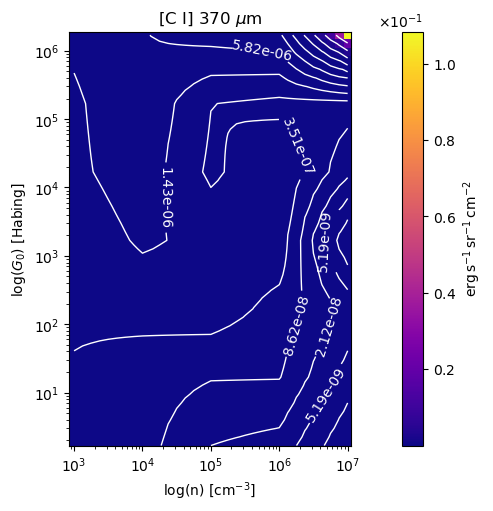 [C I] 370 μm
×10⁻¹
log(G₀) [Habing]
10⁶
10⁵
10⁴
10³
10²
10¹
5.82e-06
3.51e-07
1.43e-06
5.19e-09
8.62e-08
2.12e-08
5.19e-09
10³ 10⁴ 10⁵ 10⁶ 10⁷
log(n) [cm⁻³]
1.0
0.8
0.6
0.4
0.2
erg s⁻¹ sr⁻¹ cm⁻²